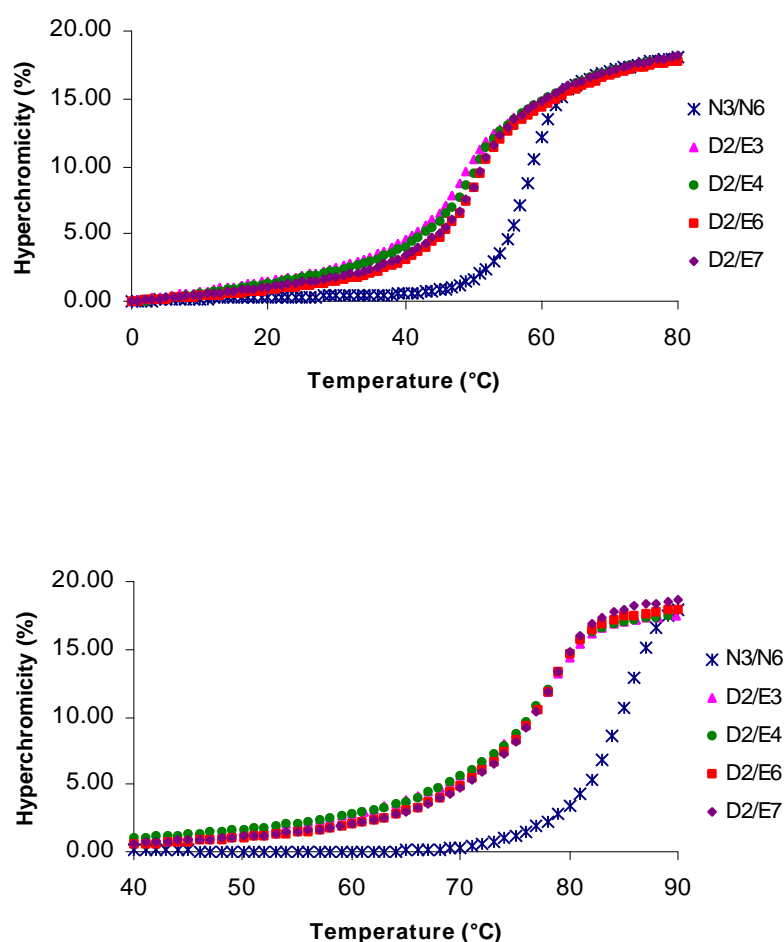 20.00
15.00
10.00
5.00
0.00
Hyperchromicity (%)
0 20 40 60 80
Temperature (°C)
N3/N6
D2/E3
D2/E4
D2/E6
D2/E7
20.00
15.00
10.00
5.00
0.00
Hyperchromicity (%)
40 50 60 70 80 90
Temperature (°C)
N3/N6
D2/E3
D2/E4
D2/E6
D2/E7